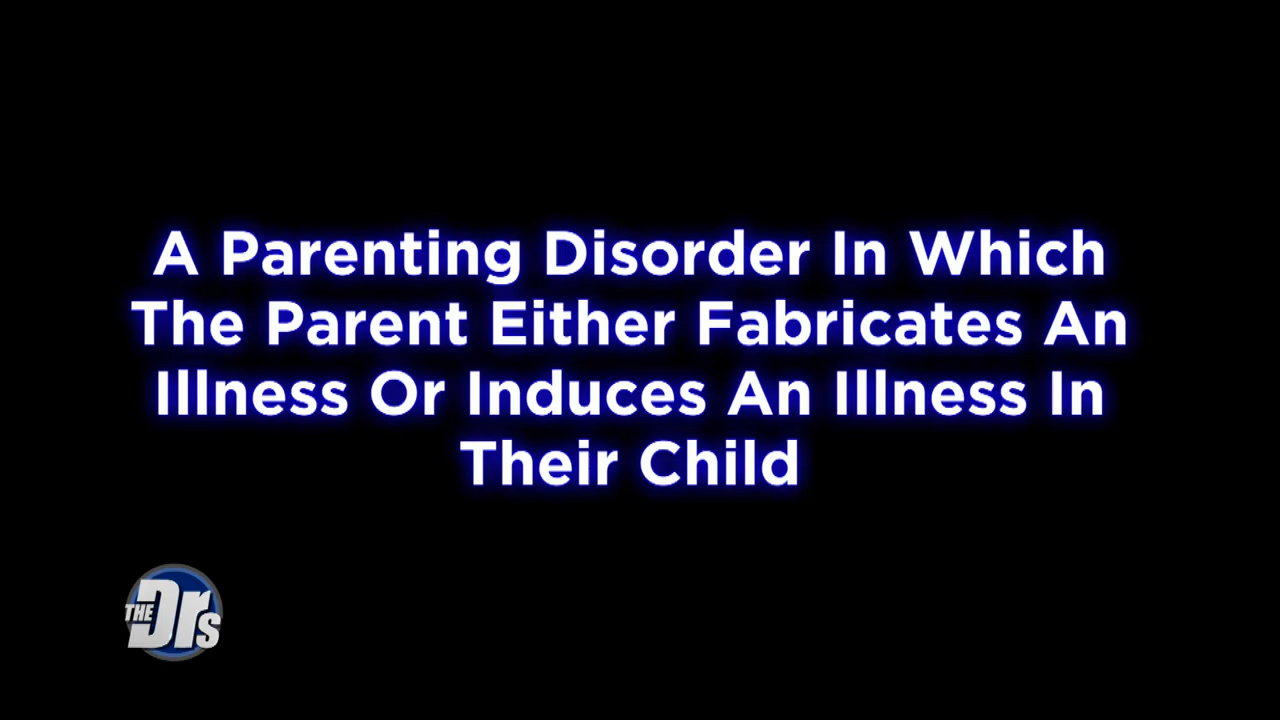 A Parenting Disorder In Which
The Parent Either Fabricates An
Illness Or Induces An Illness In
Their Child
THE Drs